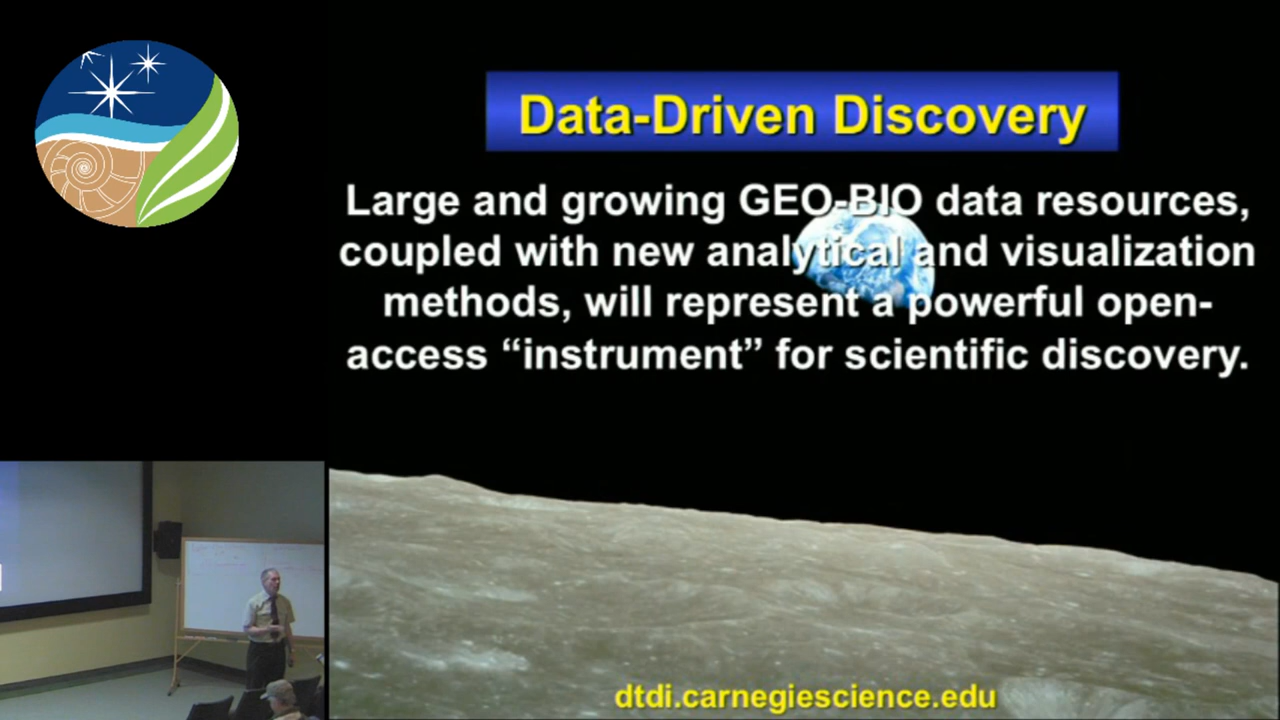 Data-Driven Discovery
Large and growing GEO-BIO data resources,
coupled with new analytical and visualization
methods, will represent a powerful open-
access “instrument” for scientific discovery.
dtdi.carnegiescience.edu